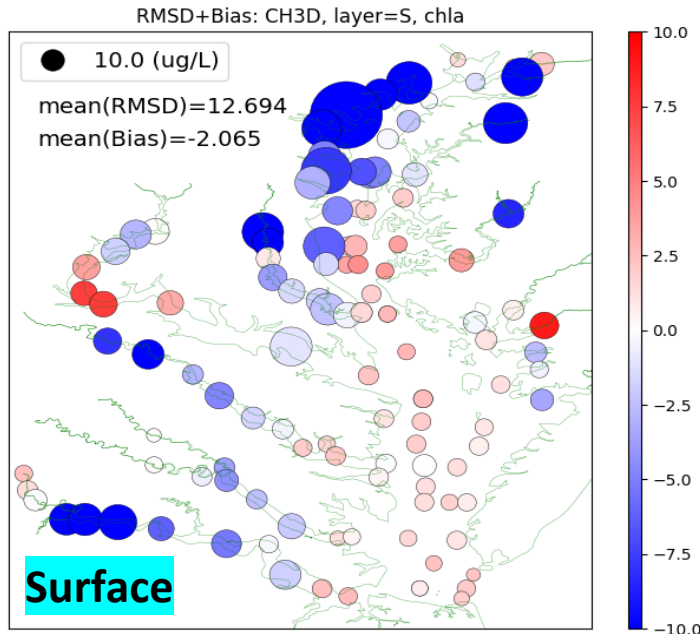 RMSD+Bias: CH3D, layer=S, chla
10.0 (ug/L)
mean(RMSD)=12.694
mean(Bias)=-2.065
Surface
10.0
7.5
5.0
2.5
0.0
−2.5
−5.0
−7.5
−10.0